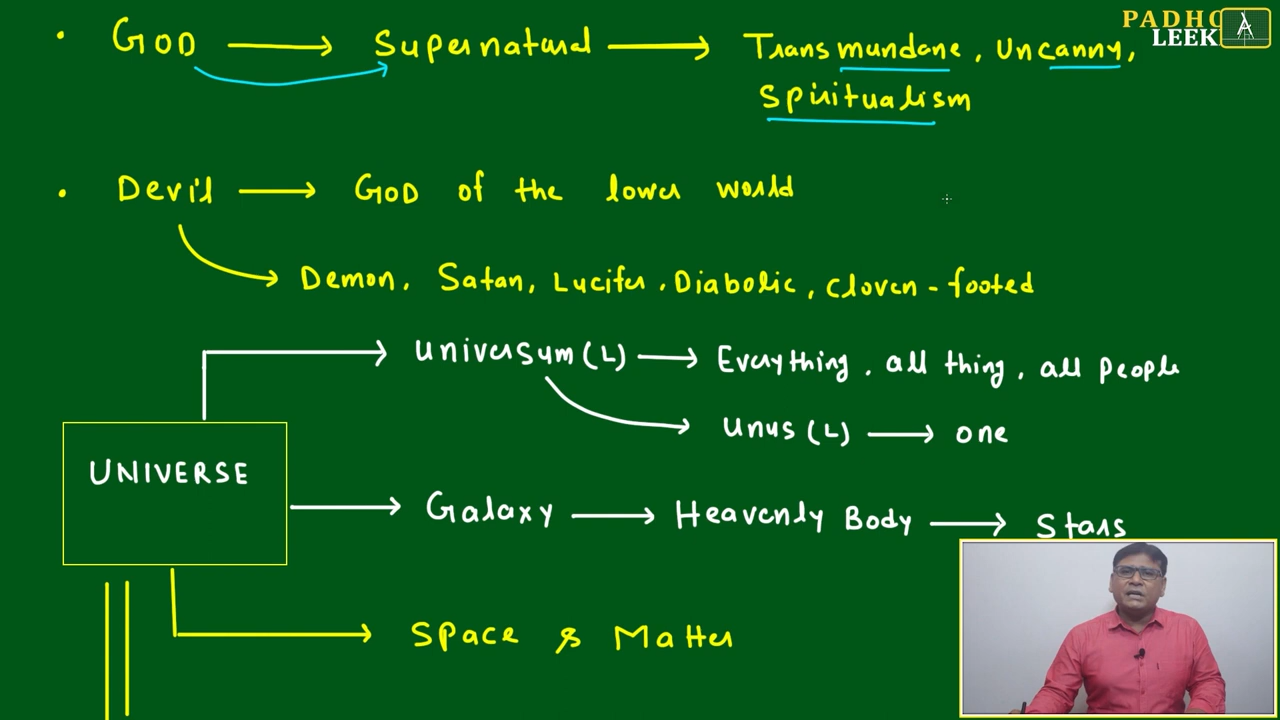 PADHO
LEEK
• GOD → Supernatural → Transmundane, Uncanny,
Spiritualism
• Devil → GOD of the lower world
Demon, Satan, Lucifer, Diabolic, Cloven-footed
Universum (L) → Everything, all thing, all people
Unus (L) → one
UNIVERSE
Galaxy → Heavenly Body → Stars
Space & Matter